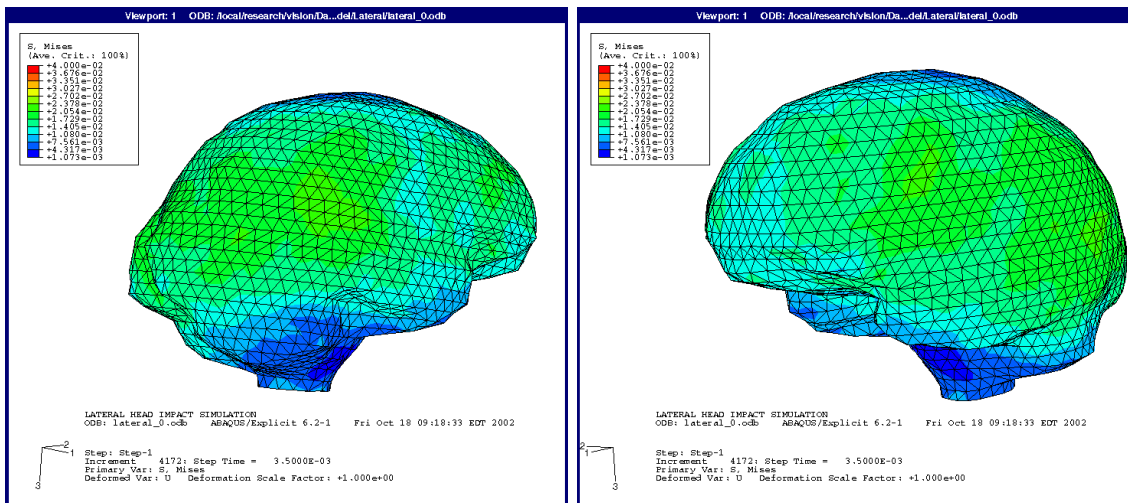 Viewport: 1 ODB: /local/research/vision/Da...del/Lateral/lateral_0.odb
S, Mises
(Ave. Crit.: 100%)
+4.000e-02
+3.676e-02
+3.351e-02
+3.027e-02
+2.702e-02
+2.378e-02
+2.054e-02
+1.729e-02
+1.405e-02
+1.080e-02
+7.561e-03
+4.317e-03
+1.073e-03
LATERAL HEAD IMPACT SIMULATION
ODB: lateral_0.odb ABAQUS/Explicit 6.2-1 Fri Oct 18 09:18:33 EDT 2002
2
1
3
Step: Step-1
Increment 4172: Step Time = 3.5000E-03
Primary Var: S, Mises
Deformed Var: U Deformation Scale Factor: +1.000e+00
Viewport: 1 ODB: /local/research/vision/Da...del/Lateral/lateral_0.odb
S, Mises
(Ave. Crit.: 100%)
+4.000e-02
+3.676e-02
+3.351e-02
+3.027e-02
+2.702e-02
+2.378e-02
+2.054e-02
+1.729e-02
+1.405e-02
+1.080e-02
+7.561e-03
+4.317e-03
+1.073e-03
LATERAL HEAD IMPACT SIMULATION
ODB: lateral_0.odb ABAQUS/Explicit 6.2-1 Fri Oct 18 09:18:33 EDT 2002
2
1
3
Step: Step-1
Increment 4172: Step Time = 3.5000E-03
Primary Var: S, Mises
Deformed Var: U Deformation Scale Factor: +1.000e+00